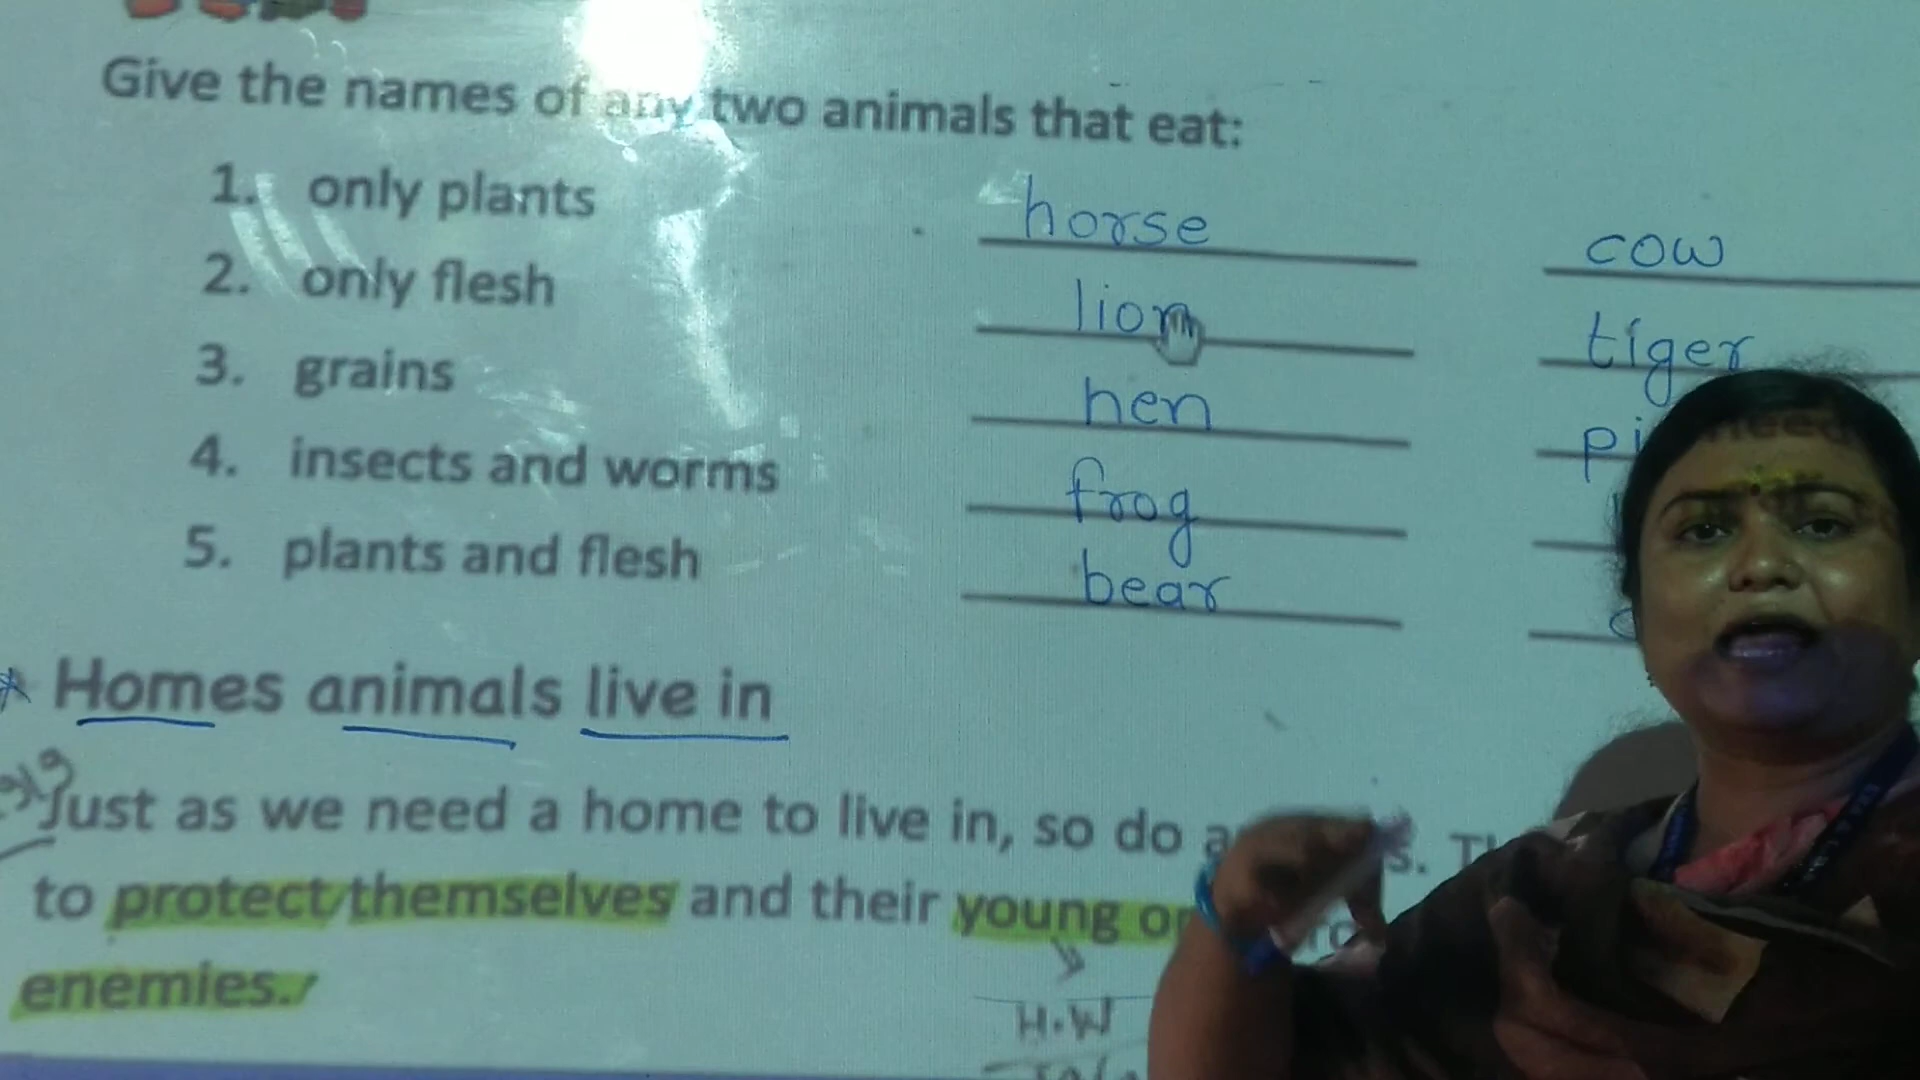 Give the names of any two animals that eat:
1. only plants horse cow
2. only flesh lion tiger
3. grains hen
4. insects and worms frog
5. plants and flesh bear
Homes animals live in
Just as we need a home to live in, so do
to protect themselves and their young
enemies.
H.W